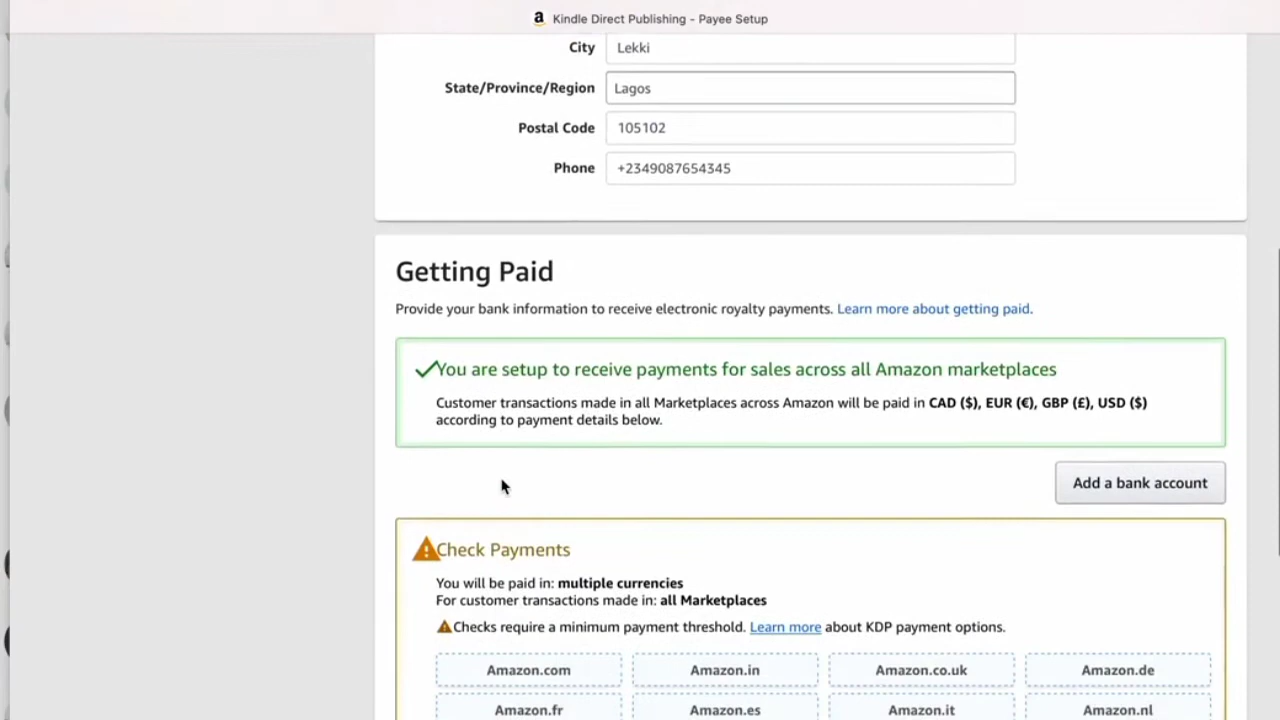 Kindle Direct Publishing - Payee Setup
City Lekki
State/Province/Region Lagos
Postal Code 105102
Phone +2349087654345
Getting Paid
Provide your bank information to receive electronic royalty payments. Learn more about getting paid.
You are setup to receive payments for sales across all Amazon marketplaces
Customer transactions made in all Marketplaces across Amazon will be paid in CAD ($), EUR (€), GBP (£), USD ($)
according to payment details below.
Add a bank account
Check Payments
You will be paid in: multiple currencies
For customer transactions made in: all Marketplaces
Checks require a minimum payment threshold. Learn more about KDP payment options.
Amazon.com Amazon.in Amazon.co.uk Amazon.de
Amazon.fr Amazon.es Amazon.it Amazon.nl